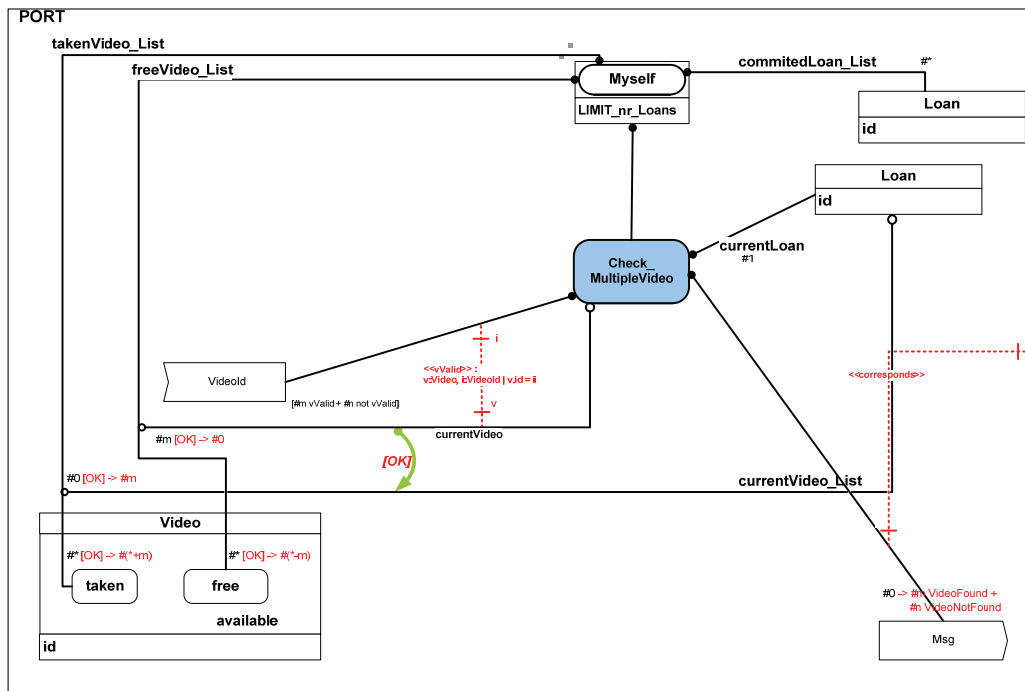 PORT
takenVideo_List
freeVideo_List
Myself
LIMIT_nr_Loans
commitedLoan_List
#*
Loan
id
Loan
id
currentLoan
#1
Check_
MultipleVideo
VideoId
i
<<vValid>> :
v:Video, i:VideoId | v.id = i
v
[#m vValid + #n not vValid]
currentVideo
<<corresponds>>
#m [OK] -> #0
[OK]
#0 [OK] -> #m
currentVideo_List
Video
#* [OK] -> #(*+m)
#* [OK] -> #(*-m)
taken
free
available
id
#0 -> #m VideoFound +
#n VideoNotFound
Msg